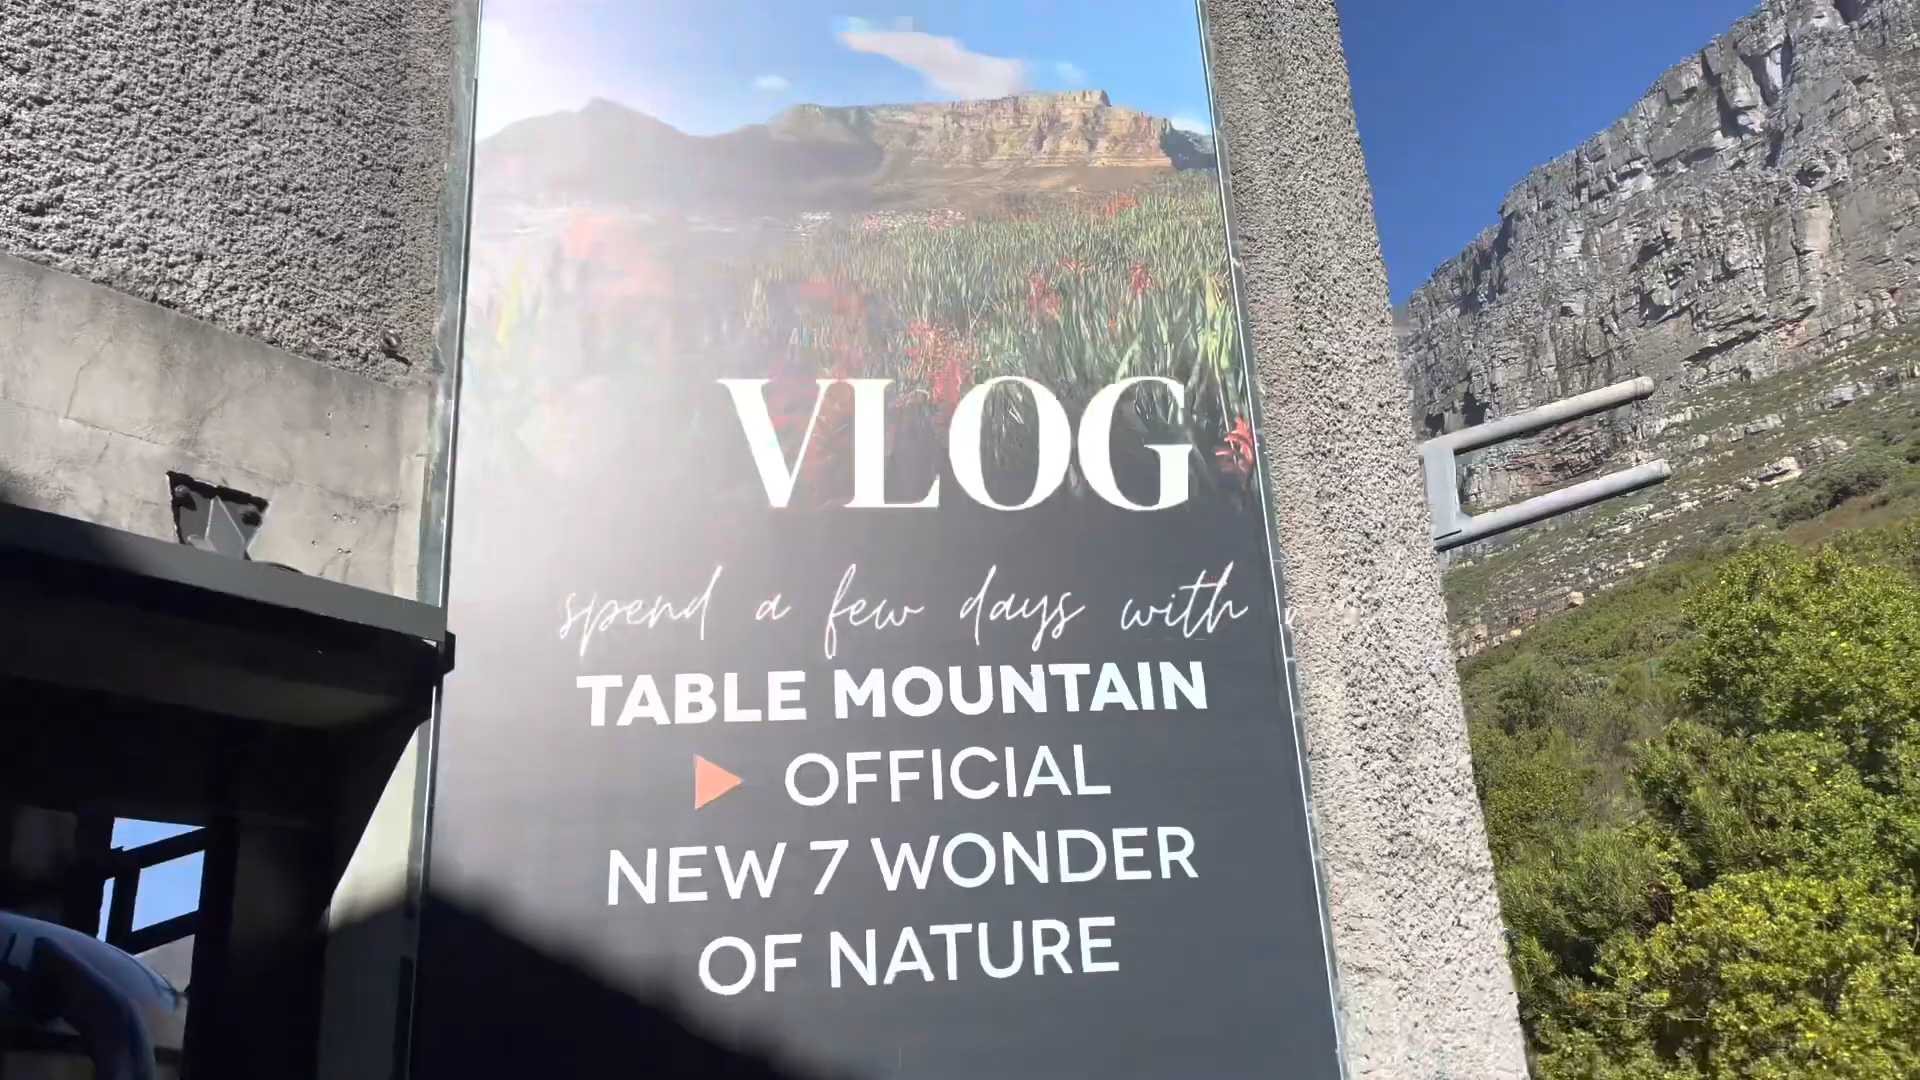 VLOG
spend a few days with
TABLE MOUNTAIN
OFFICIAL
NEW 7 WONDER
OF NATURE